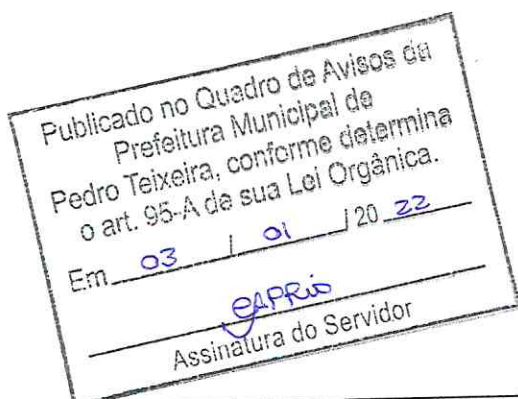 Publicado no Quadro de Avisos da
Prefeitura Municipal de
Pedro Teixeira, conforme determina
o art. 95-A de sua Lei Orgânica.
Em 03 / 01 / 20 22
Assinatura do Servidor